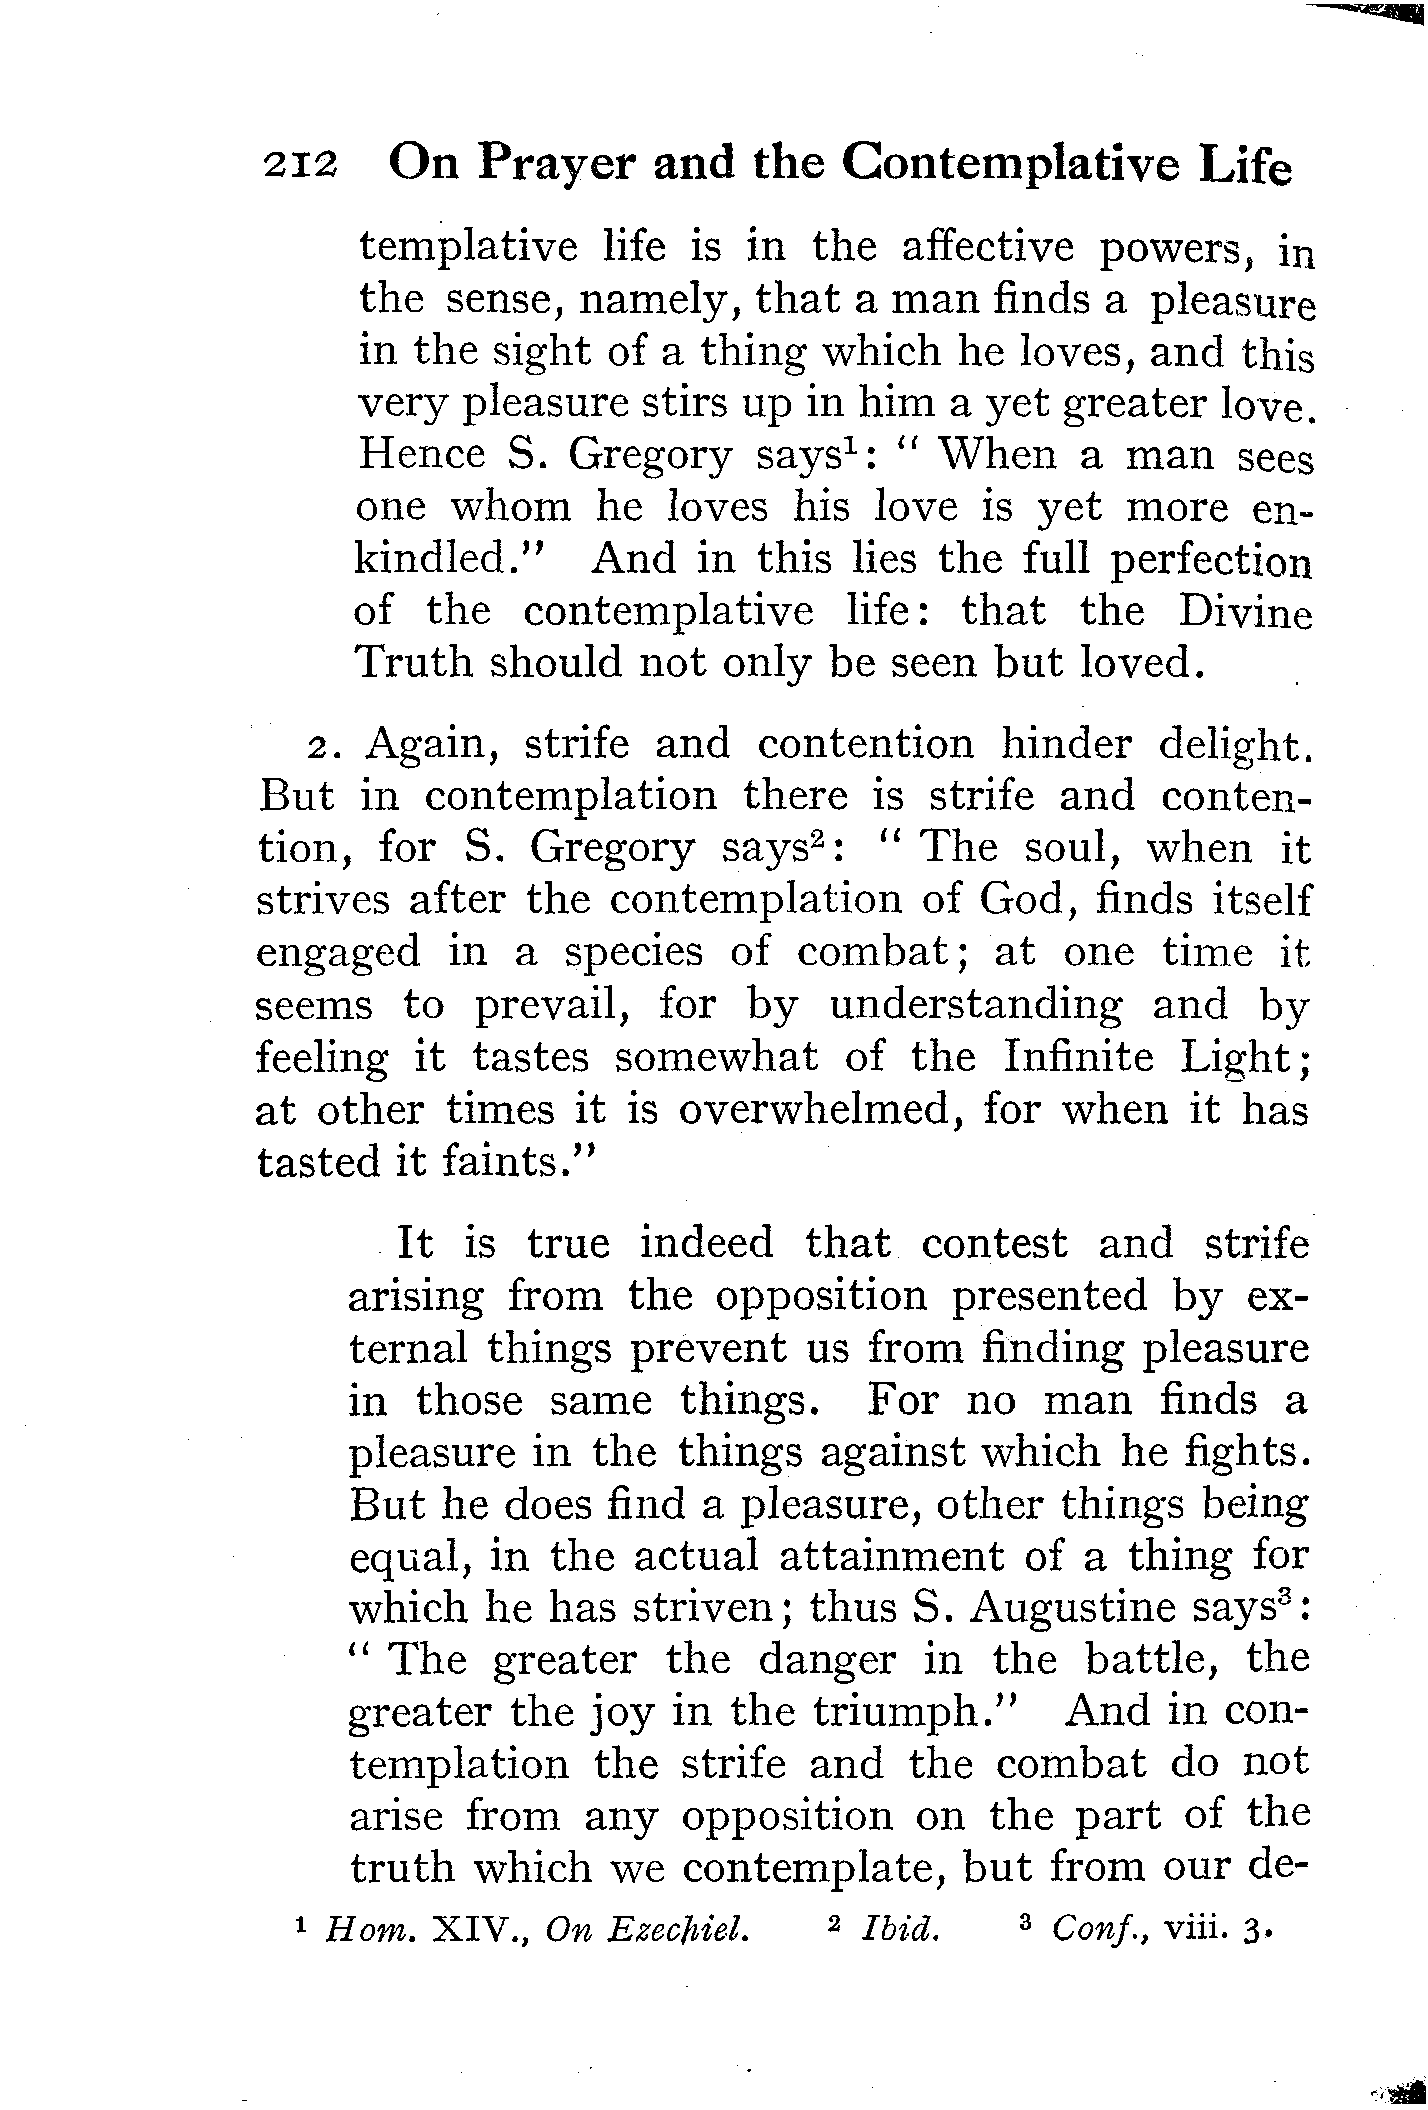 212 On Prayer and the Contemplative Life
templative life is in the affective powers, in
the sense, namely, that a man finds a pleasure
in the sight of a thing which he loves, and this
very pleasure stirs up in him a yet greater love.
Hence S. Gregory says¹: “ When a man sees
one whom he loves his love is yet more en-
kindled.” And in this lies the full perfection
of the contemplative life: that the Divine
Truth should not only be seen but loved.
2. Again, strife and contention hinder delight.
But in contemplation there is strife and conten-
tion, for S. Gregory says²: “ The soul, when it
strives after the contemplation of God, finds itself
engaged in a species of combat; at one time it
seems to prevail, for by understanding and by
feeling it tastes somewhat of the Infinite Light;
at other times it is overwhelmed, for when it has
tasted it faints.”
It is true indeed that contest and strife
arising from the opposition presented by ex-
ternal things prevent us from finding pleasure
in those same things. For no man finds a
pleasure in the things against which he fights.
But he does find a pleasure, other things being
equal, in the actual attainment of a thing for
which he has striven; thus S. Augustine says³:
“ The greater the danger in the battle, the
greater the joy in the triumph.” And in con-
templation the strife and the combat do not
arise from any opposition on the part of the
truth which we contemplate, but from our de-
¹ Hom. XIV., On Ezechiel. ² Ibid. ³ Conf., viii. 3.